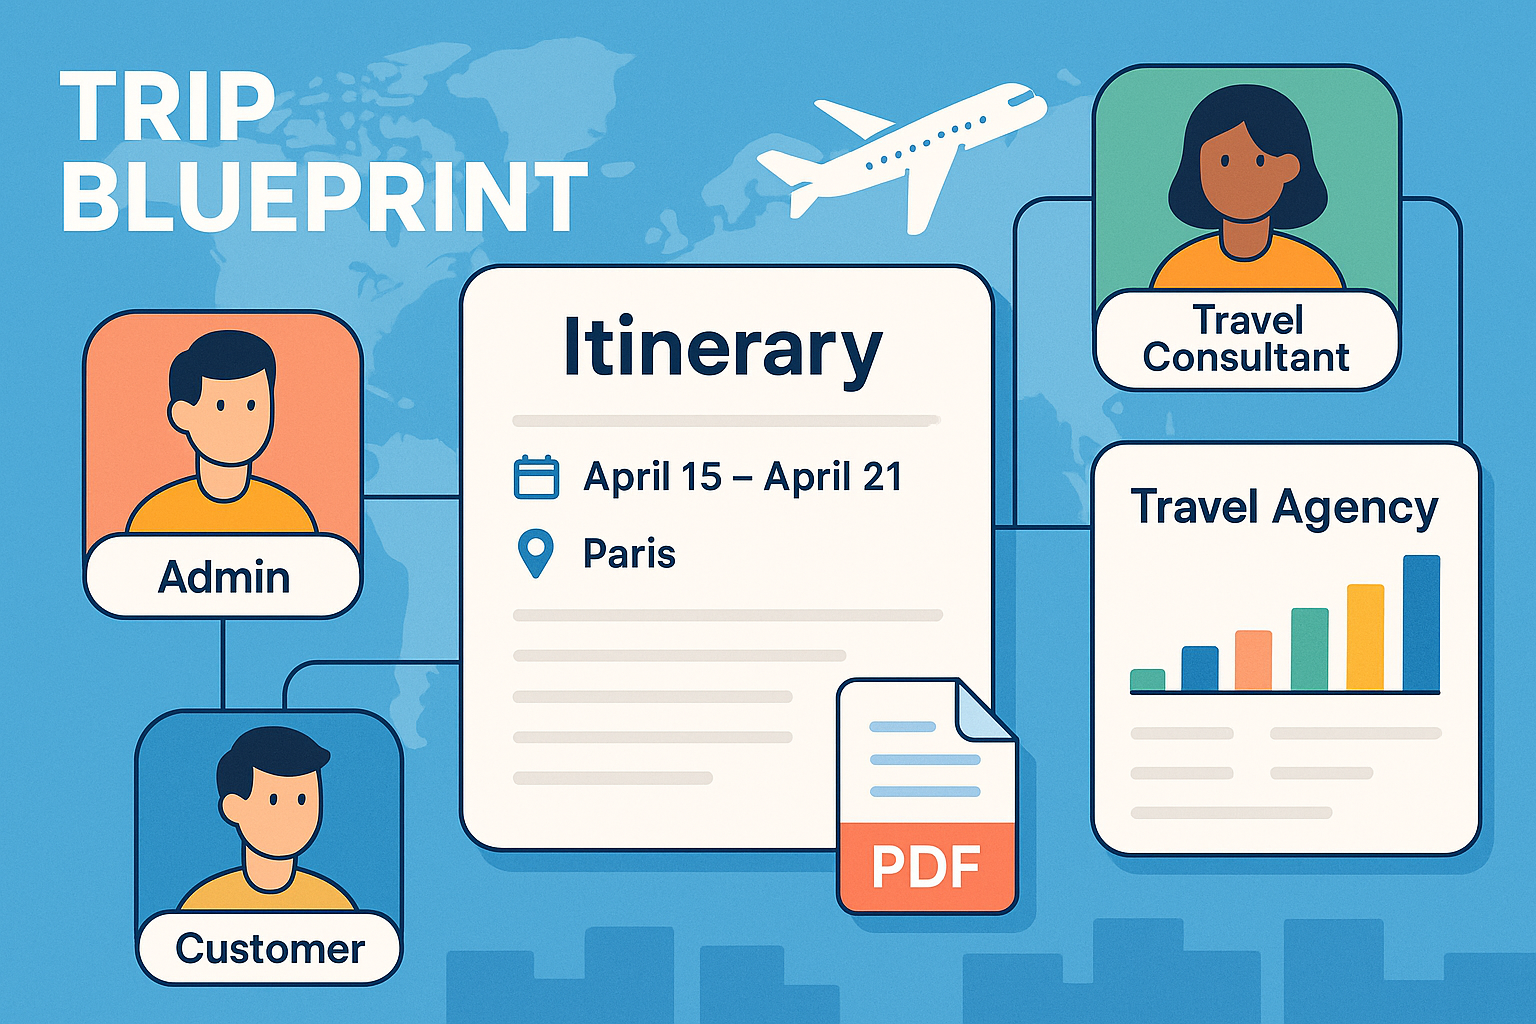 TRIP
BLUEPRINT
Itinerary
April 15 – April 21
Paris
PDF
Admin
Customer
Travel
Consultant
Travel Agency